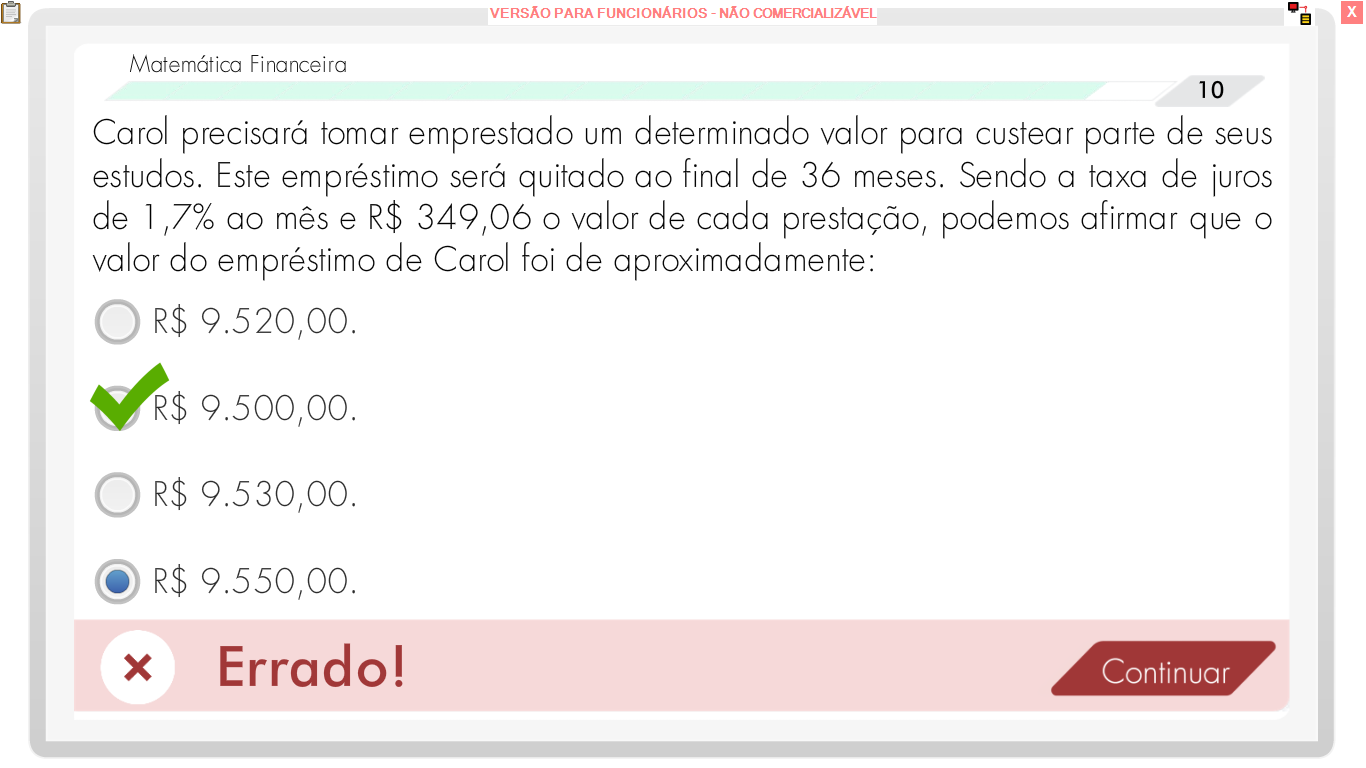 VERSÃO PARA FUNCIONÁRIOS - NÃO COMERCIALIZÁVEL
X
Matemática Financeira
10
Carol precisará tomar emprestado um determinado valor para custear parte de seus
estudos. Este empréstimo será quitado ao final de 36 meses. Sendo a taxa de juros
de 1,7% ao mês e R$ 349,06 o valor de cada prestação, podemos afirmar que o
valor do empréstimo de Carol foi de aproximadamente:
R$ 9.520,00.
R$ 9.500,00.
R$ 9.530,00.
R$ 9.550,00.
Errado!
Continuar